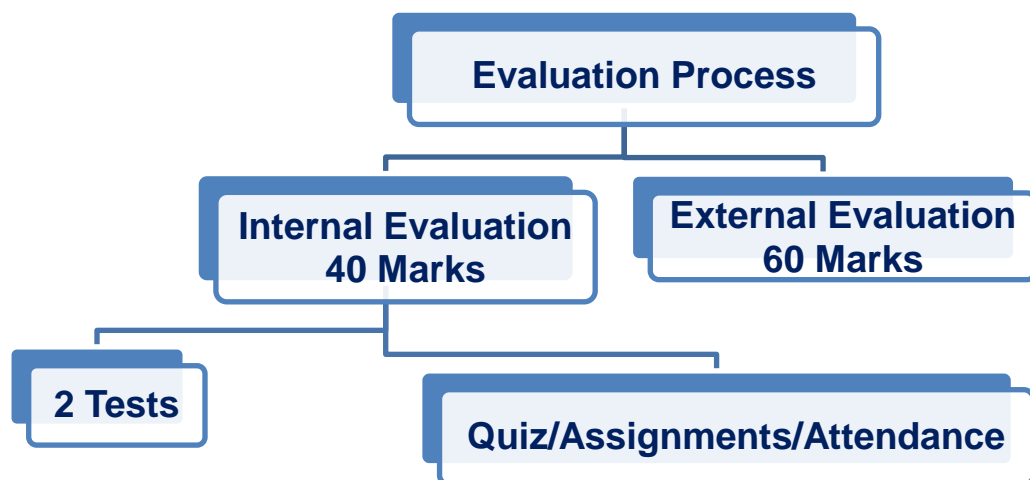 Evaluation Process
Internal Evaluation
40 Marks
External Evaluation
60 Marks
2 Tests
Quiz/Assignments/Attendance